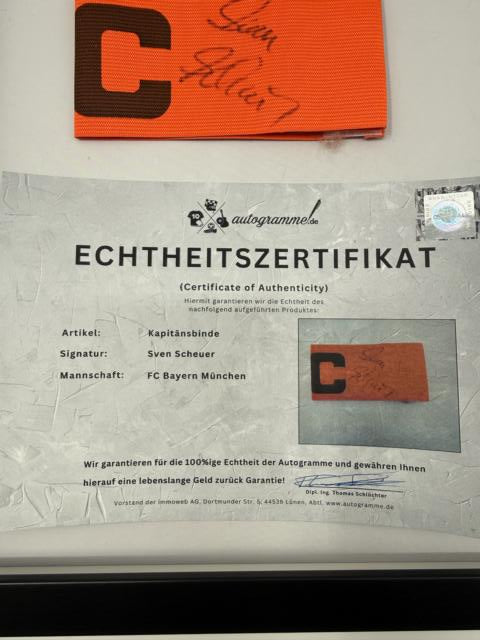 C
Sven
Scheuer
10
autogramme.de
ECHTHEITSZERTIFIKAT
(Certificate of Authenticity)
Hiermit garantieren wir die Echtheit des
nachfolgend aufgeführten Produktes:
Artikel: Kapitänsbinde
Signatur: Sven Scheuer
Mannschaft: FC Bayern München
C
Wir garantieren für die 100%ige Echtheit der Autogramme und gewähren Ihnen
hierauf eine lebenslange Geld zurück Garantie!
Dipl. Ing. Thomas Schlüchter
Vorstand der immoweb AG, Dortmunder Str. 5, 44536 Lünen, Abtl. www.autogramme.de